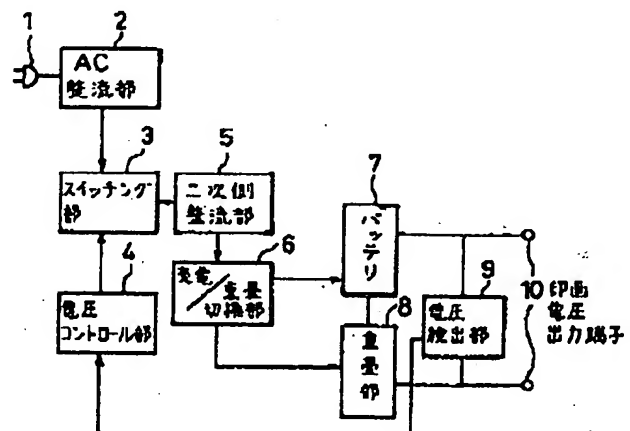 1
2
AC
整流部
3
スイッチング
部
5
二次側
整流部
7
バッテリ
4
電圧
コントロール部
6
充電/重畳
切換部
8
重畳部
9
電圧
検出部
10 印画
電圧
出力端子